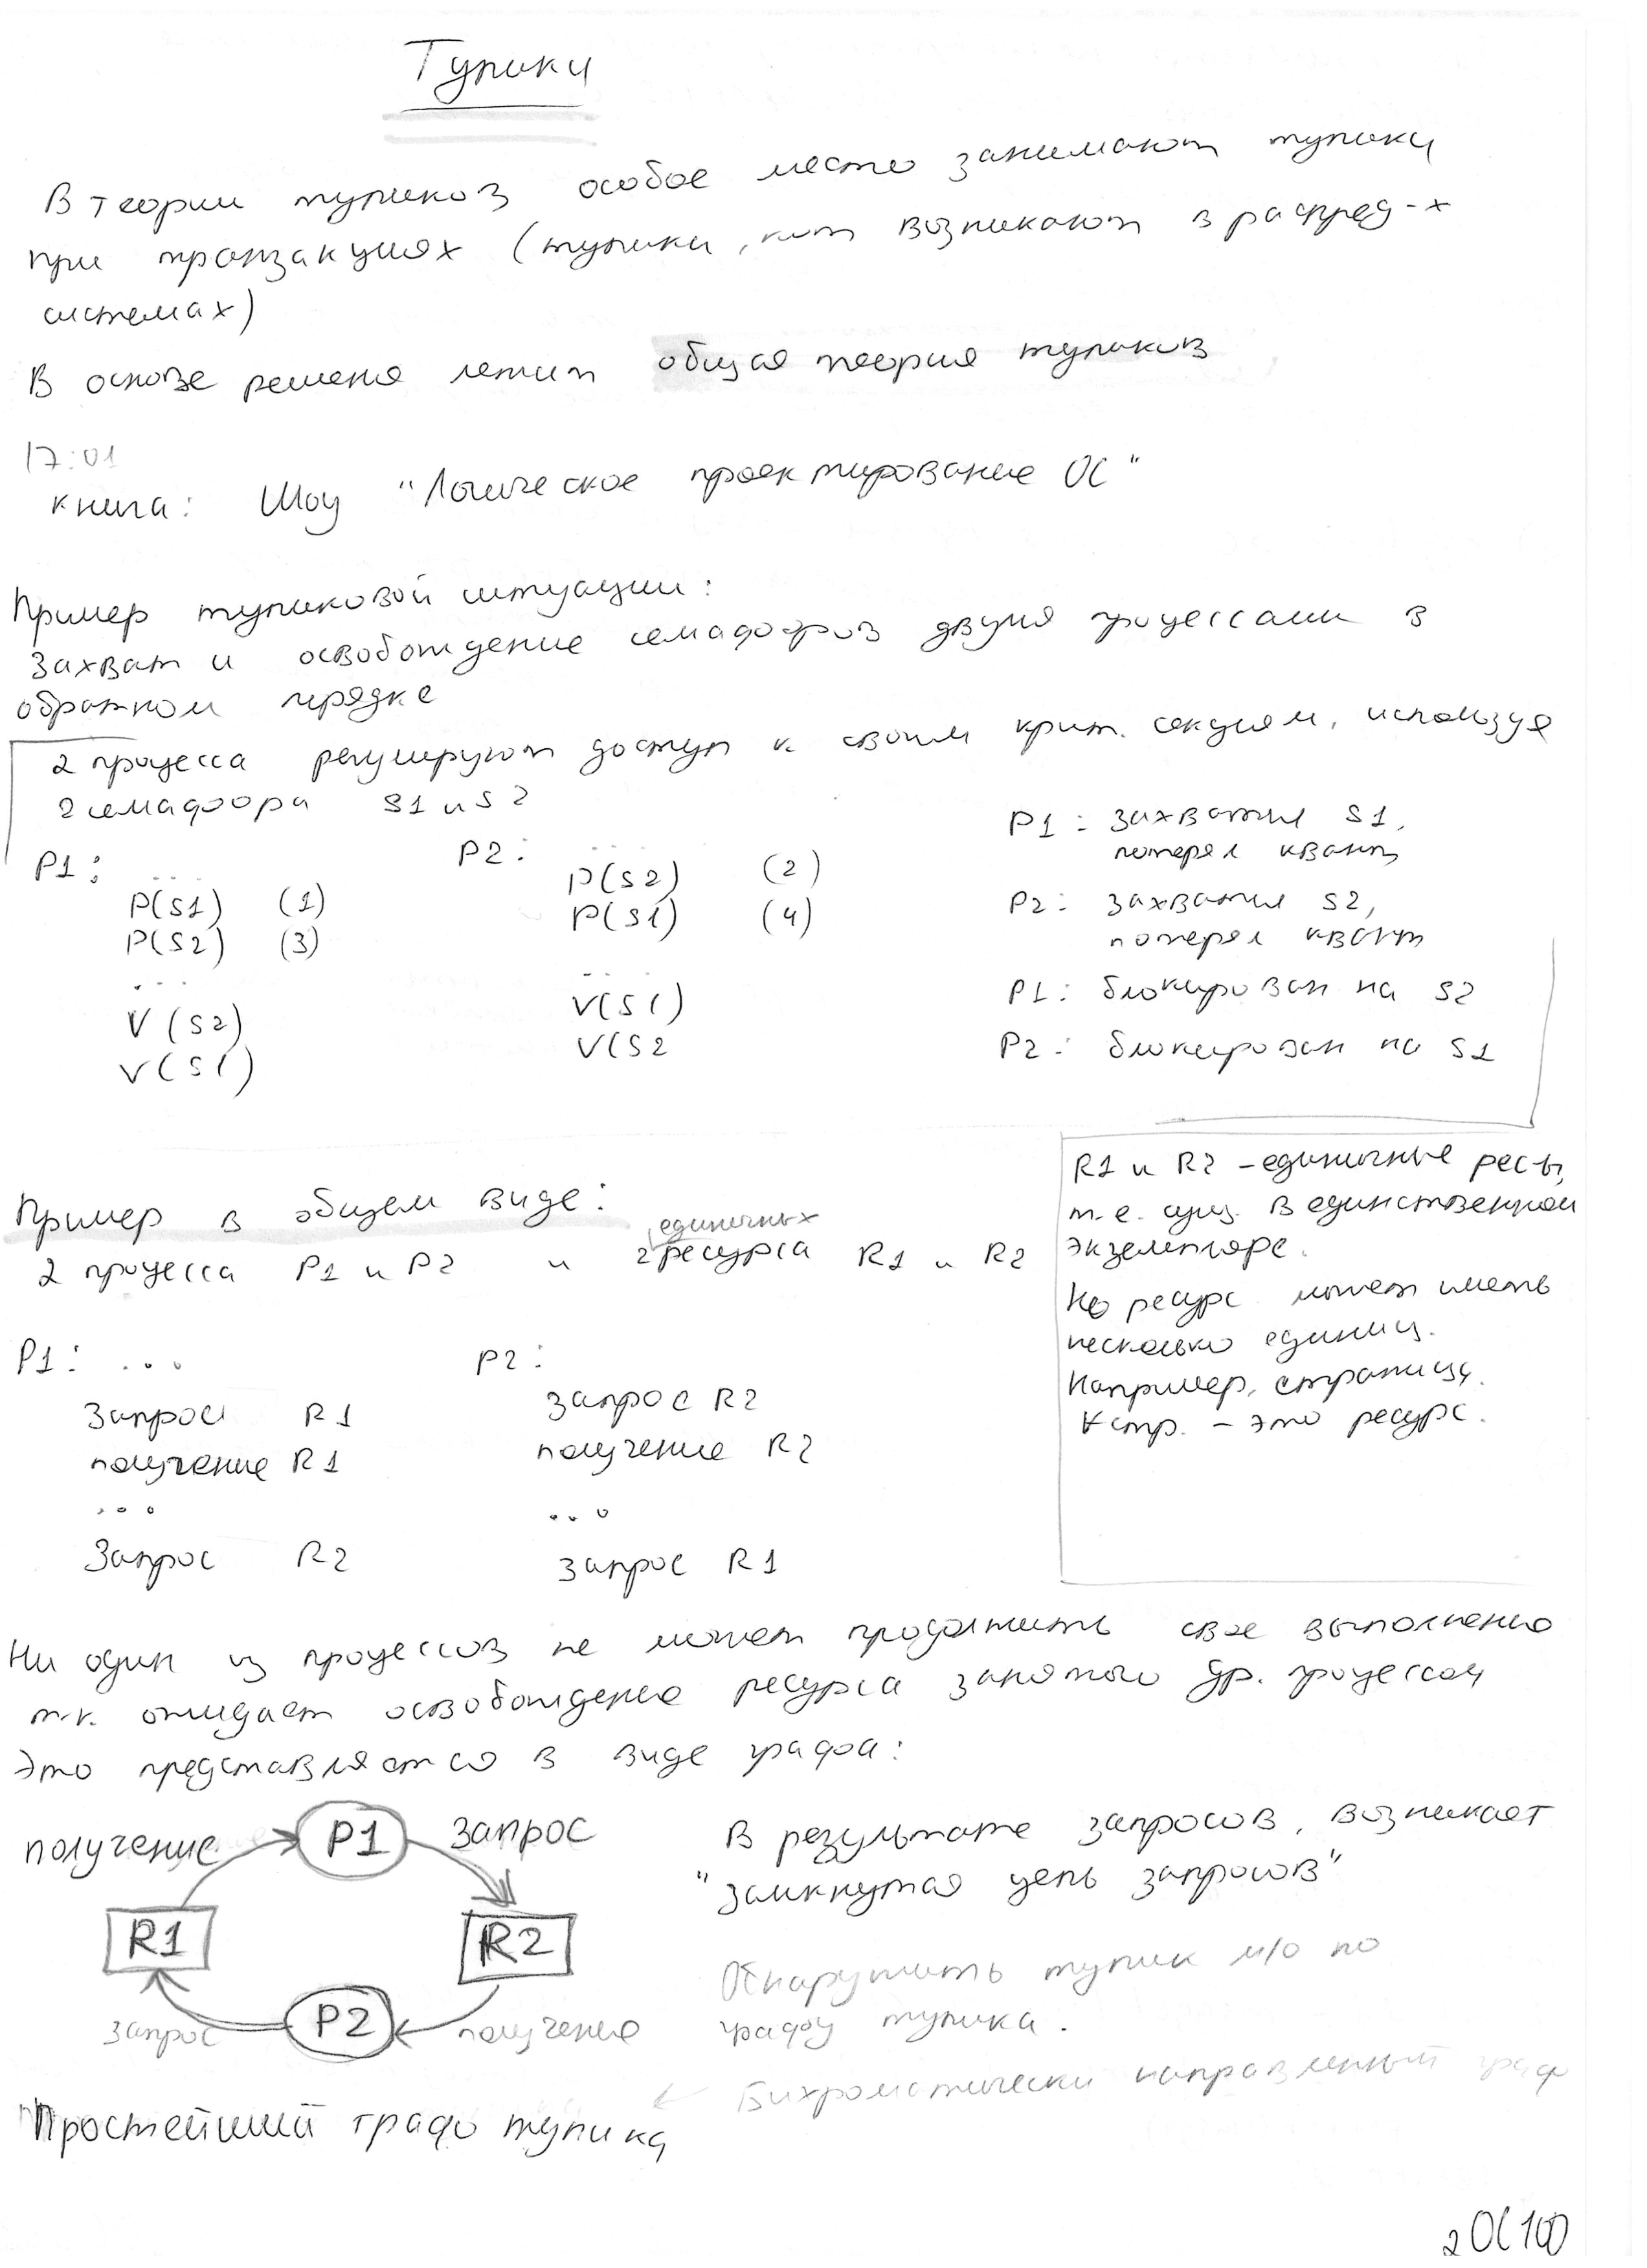 Тупики
В теории тупиков особое место занимают тупики
при транзакциях (тупики, кот возникают в распред-х
системах)
В основе решения лежит общая теория тупиков
17:01
книга: Шоу "Логическое проектирование ОС"
Пример тупиковой ситуации:
Захват и освобождение семафоров двумя процессами в
обратном порядке
2 процесса регулируют доступ к своим крит. секциям, используя
2 семафора S1 и S2
P1: ...
P(S1) (1)
P(S2) (3)
...
V(S2)
V(S1)
P2: ...
P(S2) (2)
P(S1) (4)
...
V(S1)
V(S2
P1: захватил S1,
потерял квант
P2: захватил S2,
потерял квант
P1: блокирован на S2
P2: блокирован на S1
Пример в общем виде:
2 процесса P1 и P2 и 2 единичных ресурса R1 и R2
R1 и R2 - единичные ресы,
т.е. сущ. в единственном
экземпляре.
Но ресурс может иметь
несколько единиц.
Например, страницы.
∀ стр. - это ресурс.
P1: ...
Запрос R1
получение R1
...
Запрос R2
P2:
запрос R2
получение R2
...
запрос R1
Ни один из процессов не может продолжить свое выполнение
т.к. ожидает освобождение ресурса занятого др. процессом
Это представляется в виде графа:
получение P1 запрос
R1 R2
запрос P2 получение
В результате запросов, возникает
"замкнутая цепь запросов"
Обнаружить тупик м/о по
графу тупика.
← Бихроматически направленный граф
Простейший граф тупика
2 ОС 100